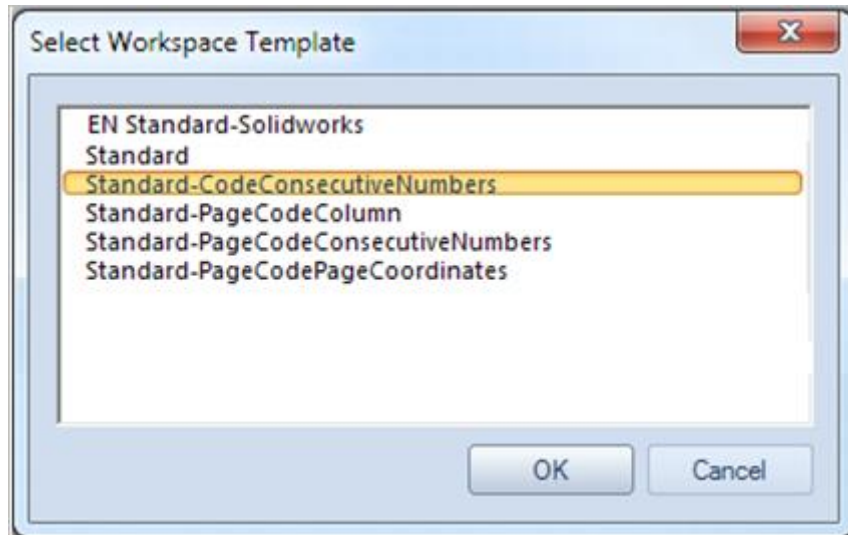 Select Workspace Template
EN Standard-Solidworks
Standard
Standard-CodeConsecutiveNumbers
Standard-PageCodeColumn
Standard-PageCodeConsecutiveNumbers
Standard-PageCodePageCoordinates
OK
Cancel